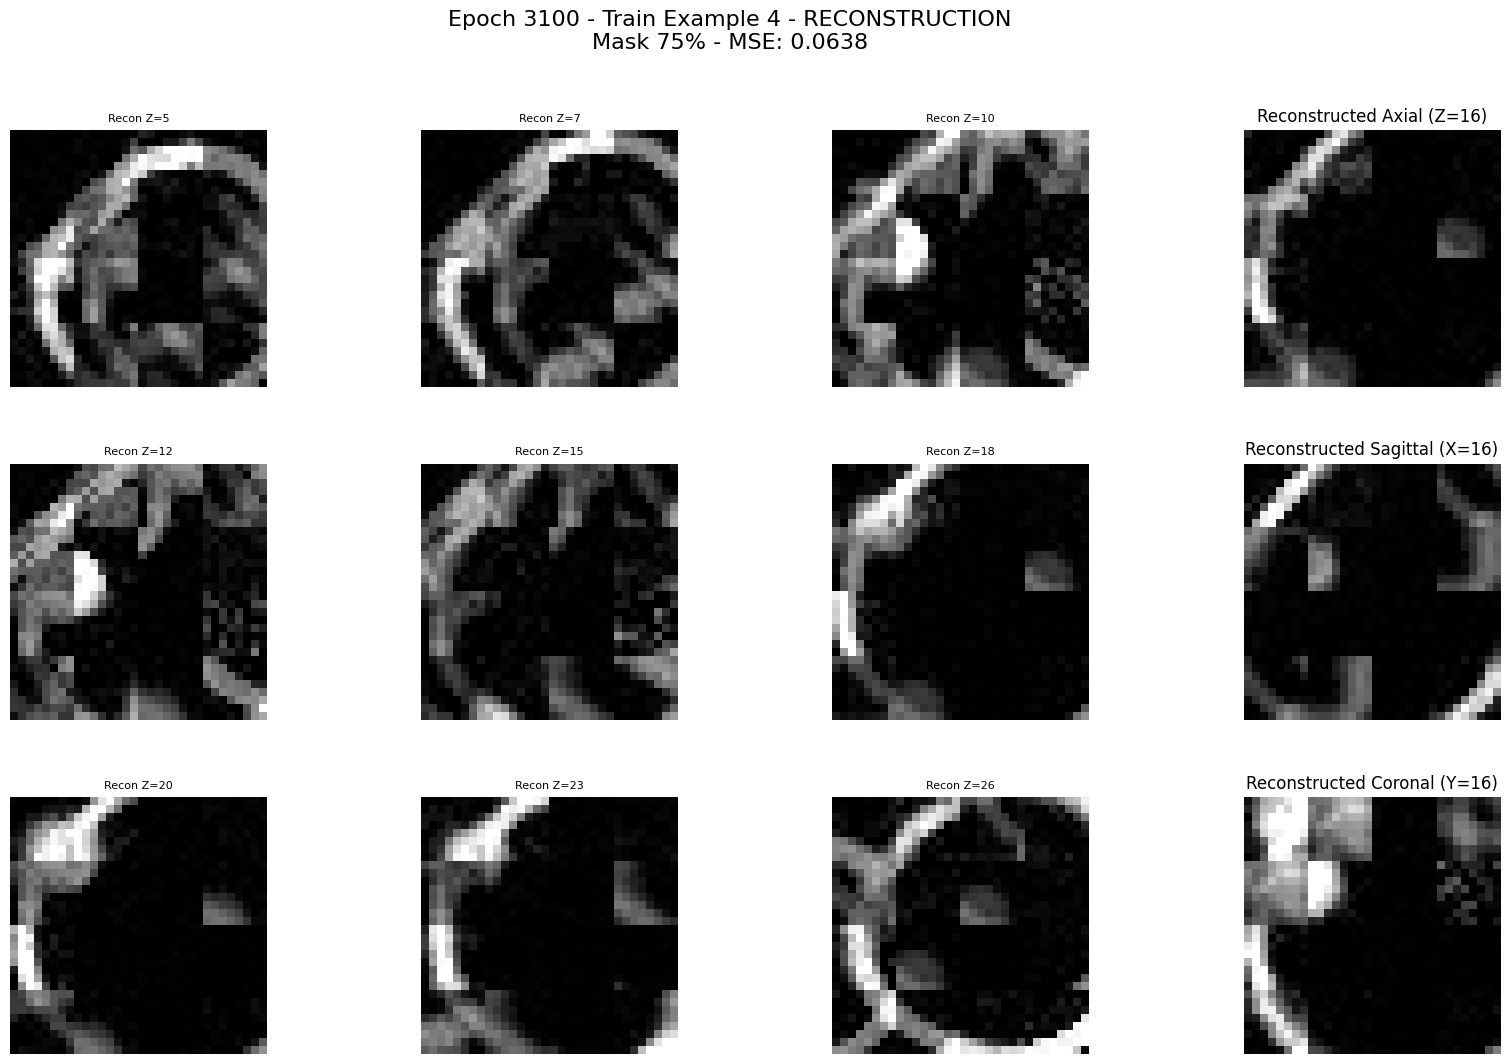 Epoch 3100 - Train Example 4 - RECONSTRUCTION
Mask 75% - MSE: 0.0638
Recon Z=5
Recon Z=7
Recon Z=10
Reconstructed Axial (Z=16)
Recon Z=12
Recon Z=15
Recon Z=18
Reconstructed Sagittal (X=16)
Recon Z=20
Recon Z=23
Recon Z=26
Reconstructed Coronal (Y=16)